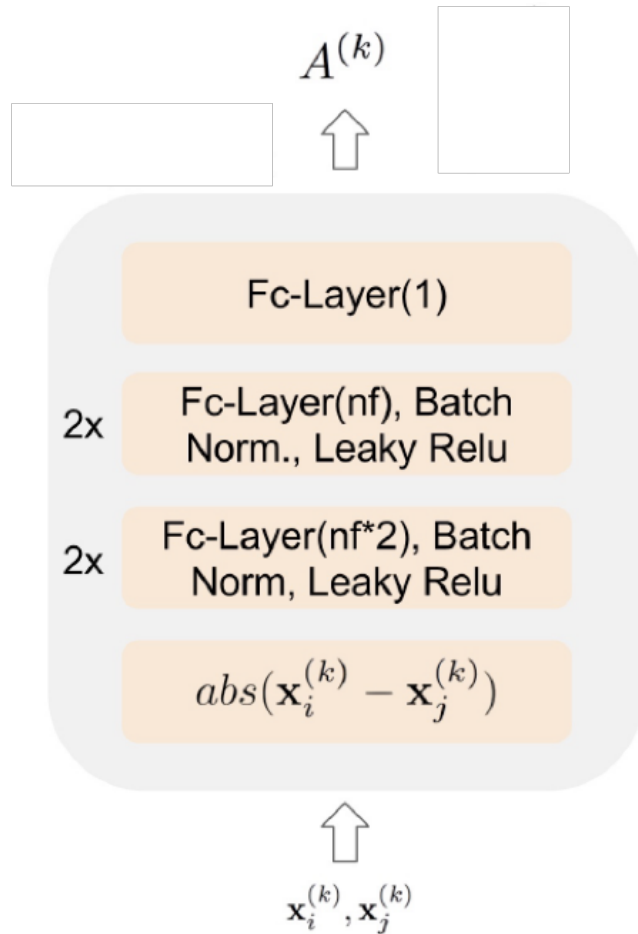 A^{(k)}
Fc-Layer(1)
2x
Fc-Layer(nf), Batch
Norm., Leaky Relu
2x
Fc-Layer(nf*2), Batch
Norm, Leaky Relu
abs(𝐱_i^{(k)} − 𝐱_j^{(k)})
𝐱_i^{(k)}, 𝐱_j^{(k)}